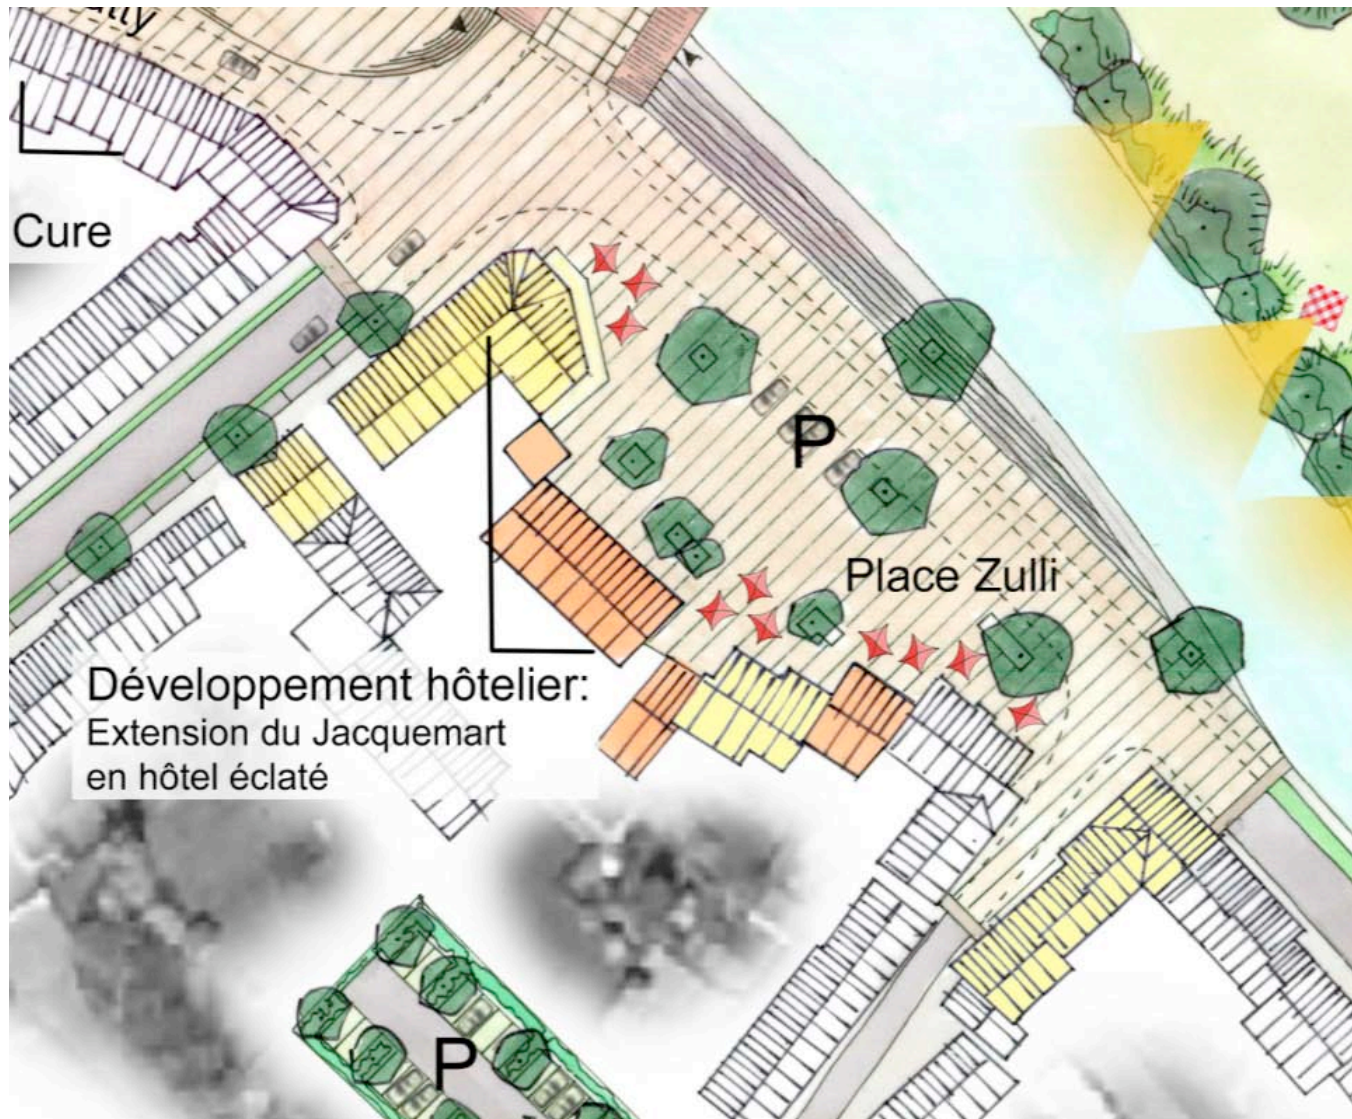 Cure
P
Place Zulli
Développement hôtelier:
Extension du Jacquemart
en hôtel éclaté
P